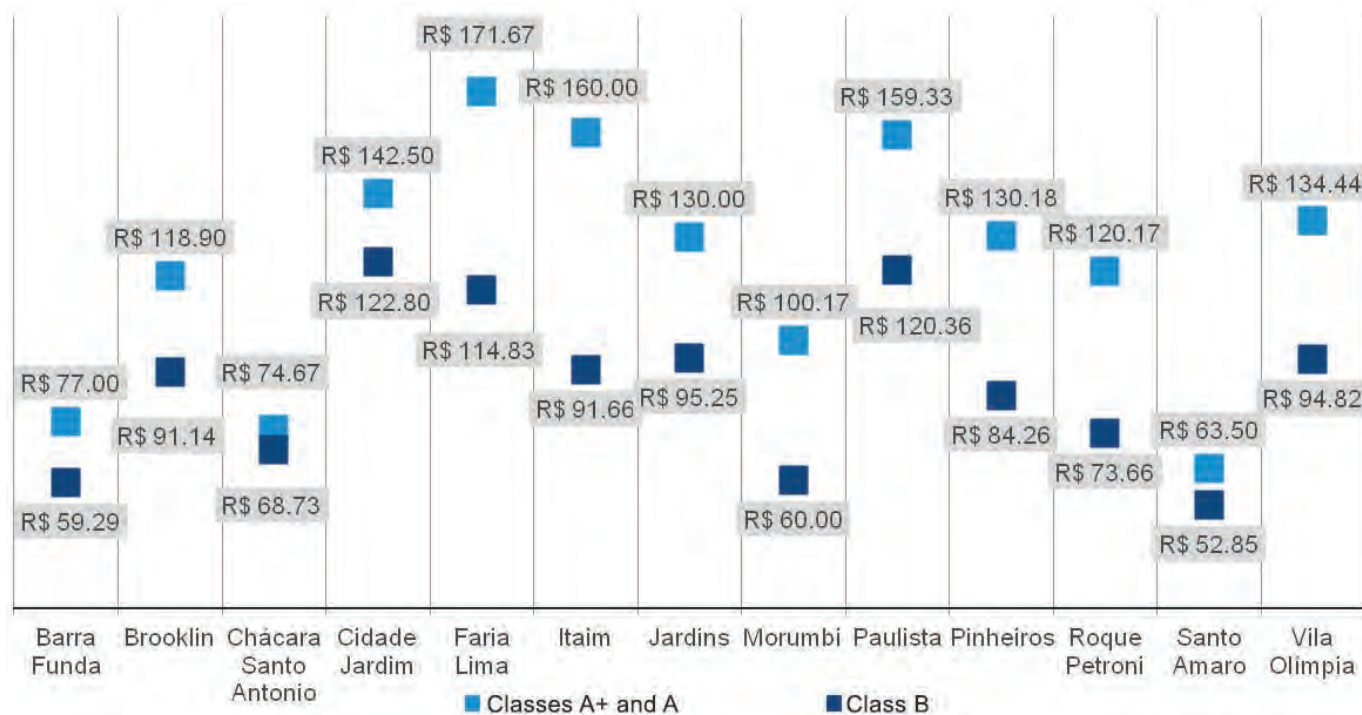 R$ 171.67
R$ 160.00
R$ 159.33
R$ 142.50
R$ 134.44
R$ 130.00
R$ 130.18
R$ 118.90
R$ 120.17
R$ 122.80
R$ 100.17
R$ 120.36
R$ 114.83
R$ 74.67
R$ 77.00
R$ 91.66
R$ 95.25
R$ 94.82
R$ 91.14
R$ 84.26
R$ 63.50
R$ 73.66
R$ 68.73
R$ 59.29
R$ 60.00
R$ 52.85
Barra Funda
Brooklin
Chácara Santo Antonio
Cidade Jardim
Faria Lima
Itaim
Jardins
Morumbi
Paulista
Pinheiros
Roque Petroni
Santo Amaro
Vila Olimpia
Classes A+ and A
Class B